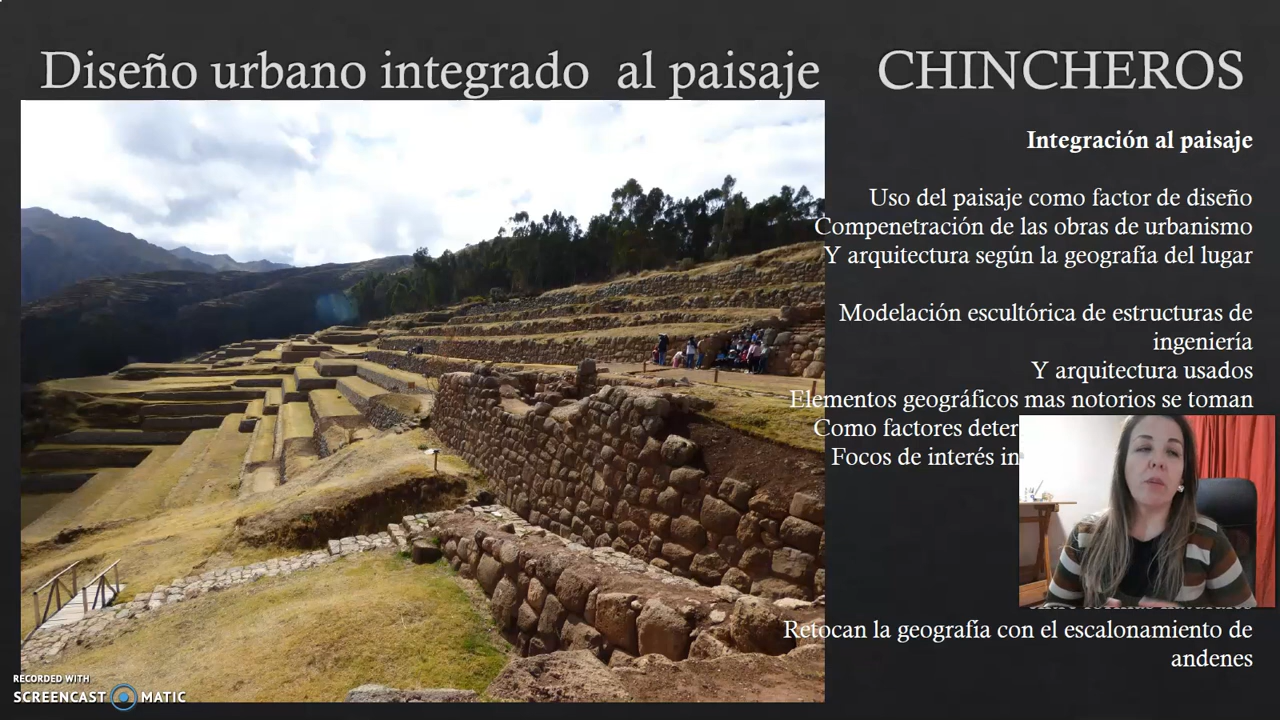 Diseño urbano integrado al paisaje CHINCHEROS
Integración al paisaje
Uso del paisaje como factor de diseño
Compenetración de las obras de urbanismo
Y arquitectura según la geografía del lugar
Modelación escultórica de estructuras de
ingeniería
Y arquitectura usados
Elementos geográficos mas notorios se toman
Como factores
Focos de interés
Retocan la geografía con el escalonamiento de
andenes
RECORDED WITH
SCREENCAST MATIC